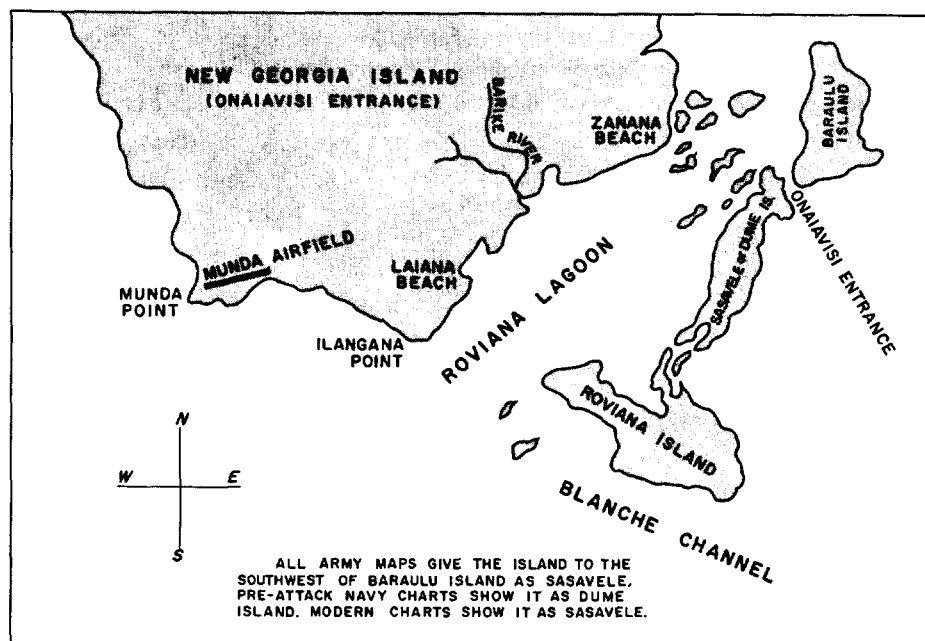 NEW GEORGIA ISLAND
(ONAIAVISI ENTRANCE)
BARIKE
RIVER
ZANANA
BEACH
BARAULU
ISLAND
ONAIAVISI ENTRANCE
SASAVELE or DUME IS.
MUNDA AIRFIELD
MUNDA
POINT
LAIANA
BEACH
ILANGANA
POINT
ROVIANA LAGOON
ROVIANA ISLAND
BLANCHE CHANNEL
N
W E
S
ALL ARMY MAPS GIVE THE ISLAND TO THE
SOUTHWEST OF BARAULU ISLAND AS SASAVELE.
PRE-ATTACK NAVY CHARTS SHOW IT AS DUME
ISLAND. MODERN CHARTS SHOW IT AS SASAVELE.